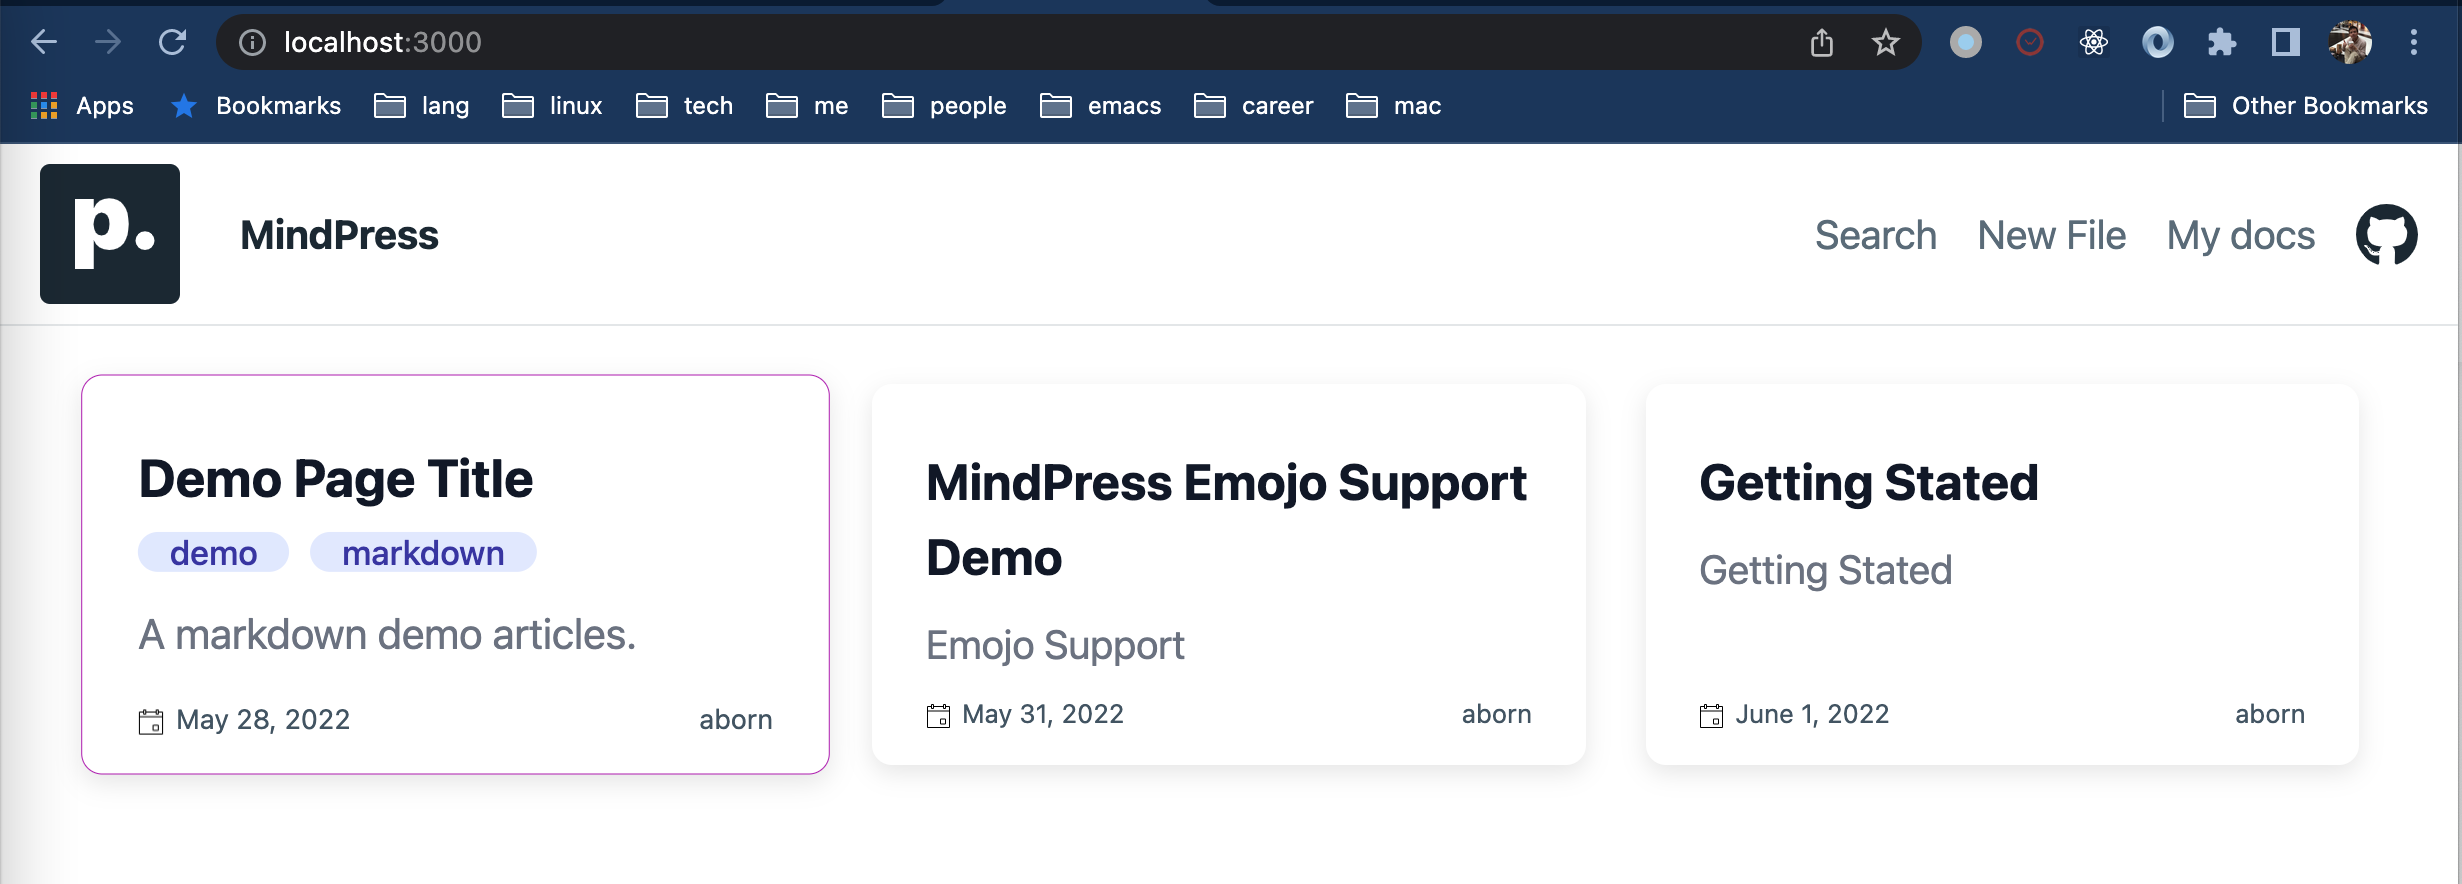 localhost:3000
Apps Bookmarks lang linux tech me people emacs career mac Other Bookmarks
p. MindPress Search New File My docs
Demo Page Title
demo markdown
A markdown demo articles.
May 28, 2022 aborn
MindPress Emojo Support
Demo
Emojo Support
May 31, 2022 aborn
Getting Stated
Getting Stated
June 1, 2022 aborn